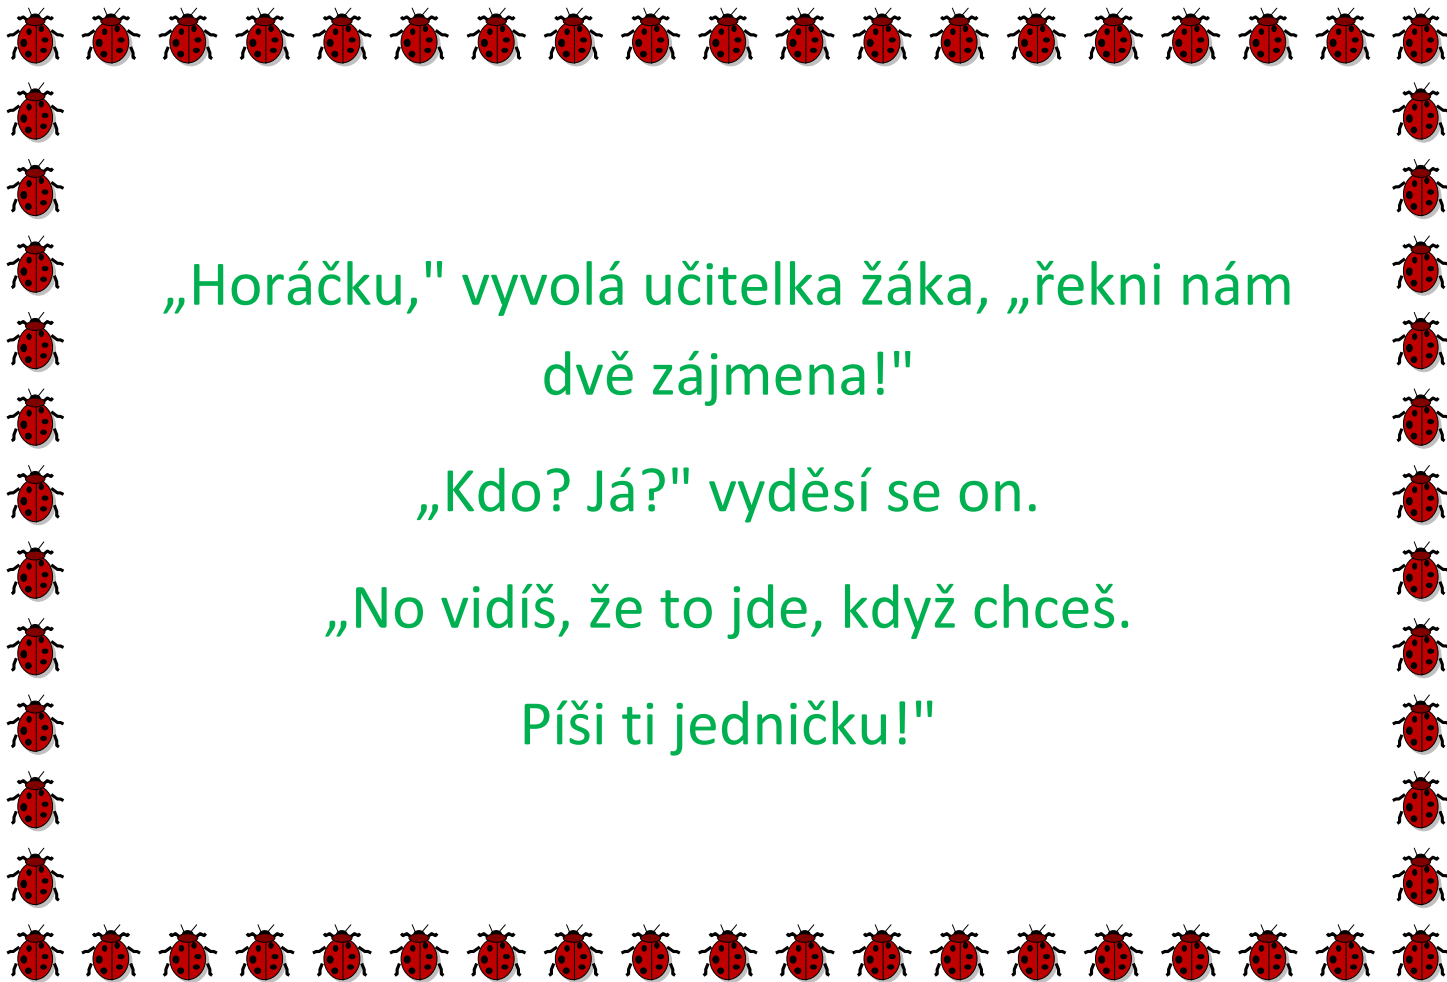 „Horáčku," vyvolá učitelka žáka, „řekni nám
dvě zájmena!"
„Kdo? Já?" vyděsí se on.
„No vidíš, že to jde, když chceš.
Píši ti jedničku!"